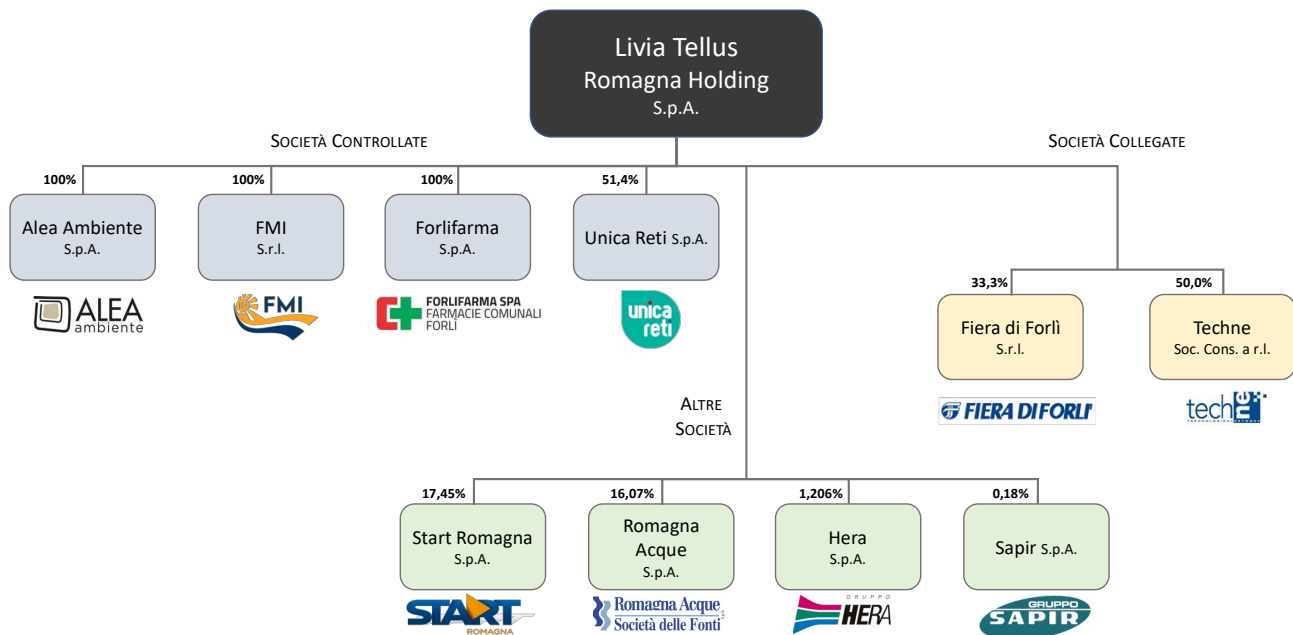 Livia Tellus
Romagna Holding
S.p.A.
SOCIETÀ CONTROLLATE
SOCIETÀ COLLEGATE
100%
100%
100%
51,4%
Alea Ambiente
S.p.A.
FMI
S.r.l.
Forlifarma
S.p.A.
Unica Reti S.p.A.
ALEA
ambiente
FMI
FORLIFARMA SPA
FARMACIE COMUNALI
FORLÌ
unica
reti
33,3%
50,0%
Fiera di Forlì
S.r.l.
Techne
Soc. Cons. a r.l.
FIERA DI FORLI'
techne
TECHNOLOGICAL NETWORK
ALTRE
SOCIETÀ
17,45%
16,07%
1,206%
0,18%
Start Romagna
S.p.A.
Romagna
Acque
S.p.A.
Hera
S.p.A.
Sapir S.p.A.
START
ROMAGNA
Romagna Acque
Società delle Fonti
GRUPPO
HERA
GRUPPO
SAPIR